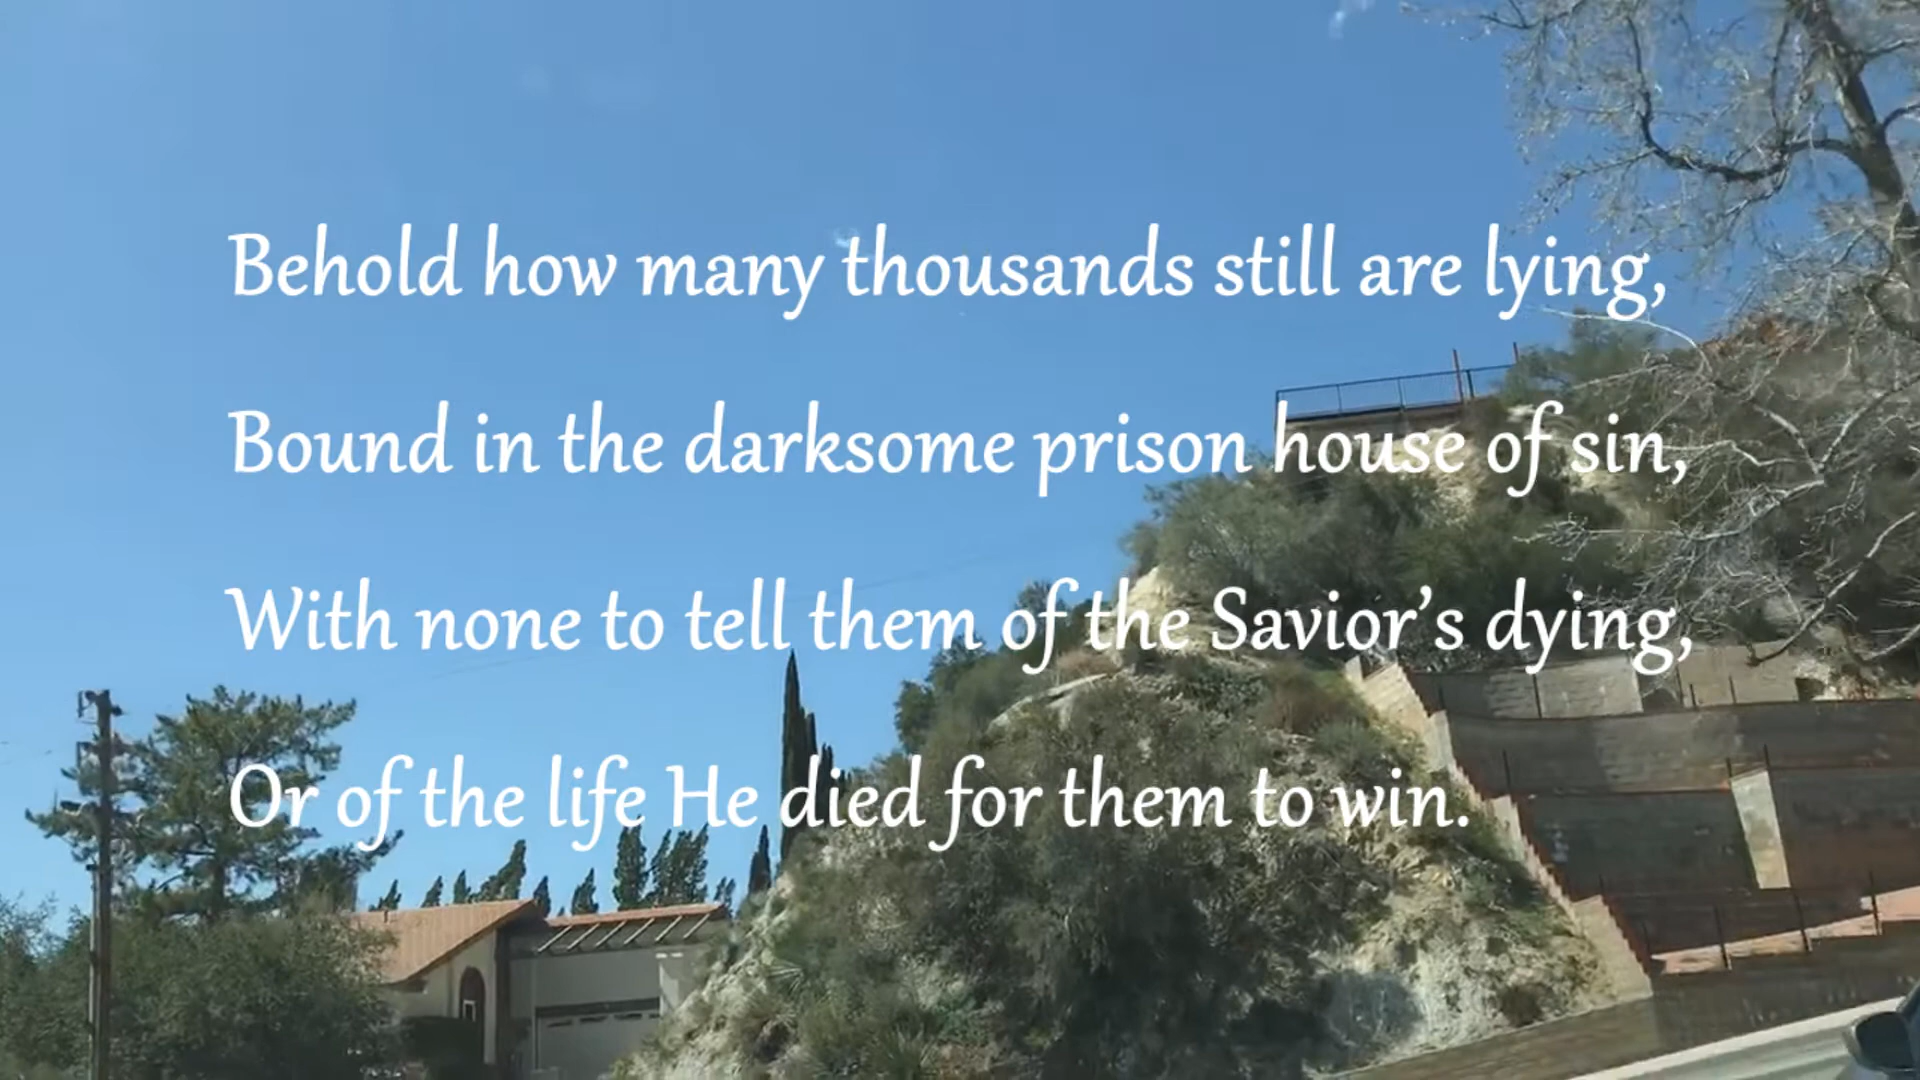 Behold how many thousands still are lying,
Bound in the darksome prison house of sin,
With none to tell them of the Savior’s dying,
Or of the life He died for them to win.